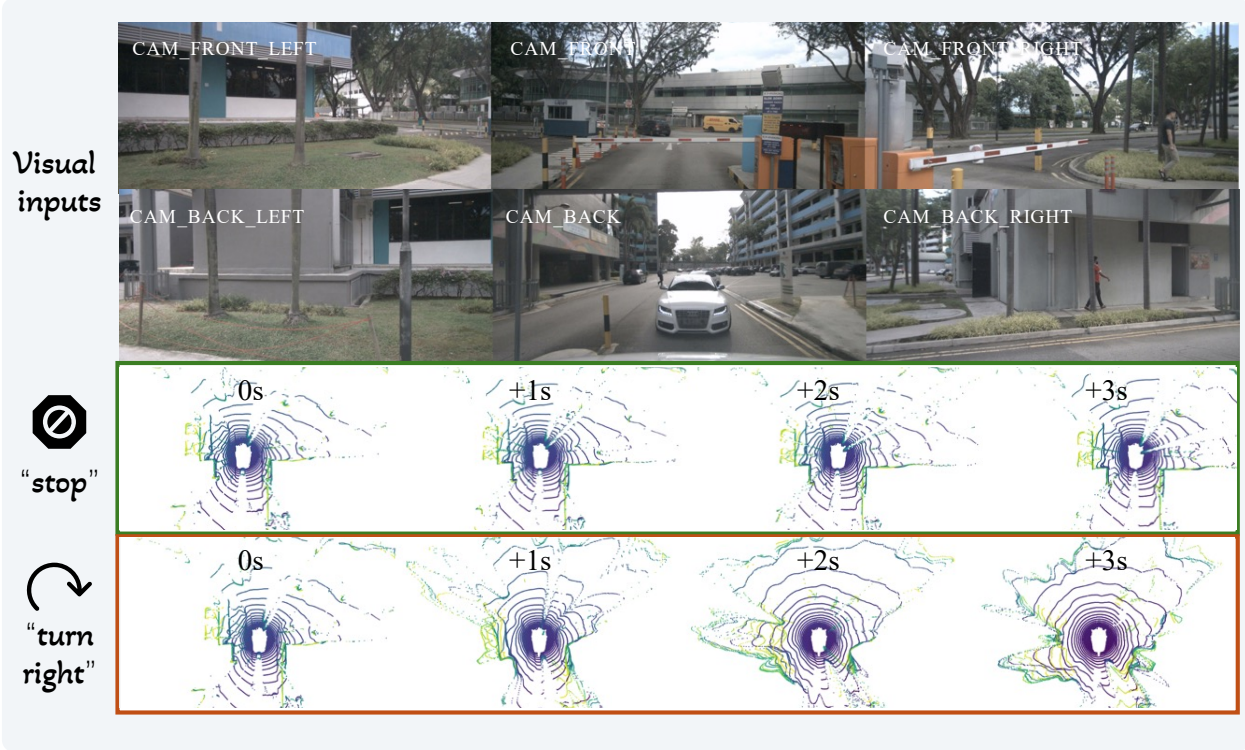 Visual
inputs
CAM_FRONT_LEFT
CAM_FRONT
CAM_FRONT_RIGHT
CAM_BACK_LEFT
CAM_BACK
CAM_BACK_RIGHT
“stop”
0s
+1s
+2s
+3s
“turn
right”
0s
+1s
+2s
+3s